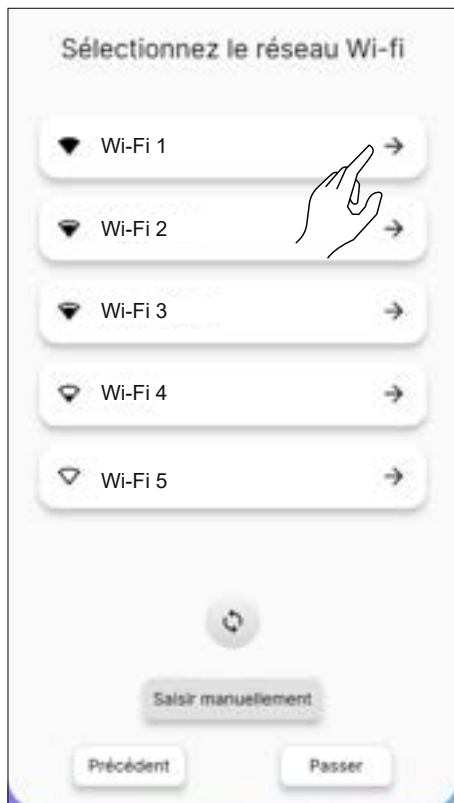 Sélectionnez le réseau Wi-fi
Wi-Fi 1
Wi-Fi 2
Wi-Fi 3
Wi-Fi 4
Wi-Fi 5
Saisir manuellement
Précédent
Passer